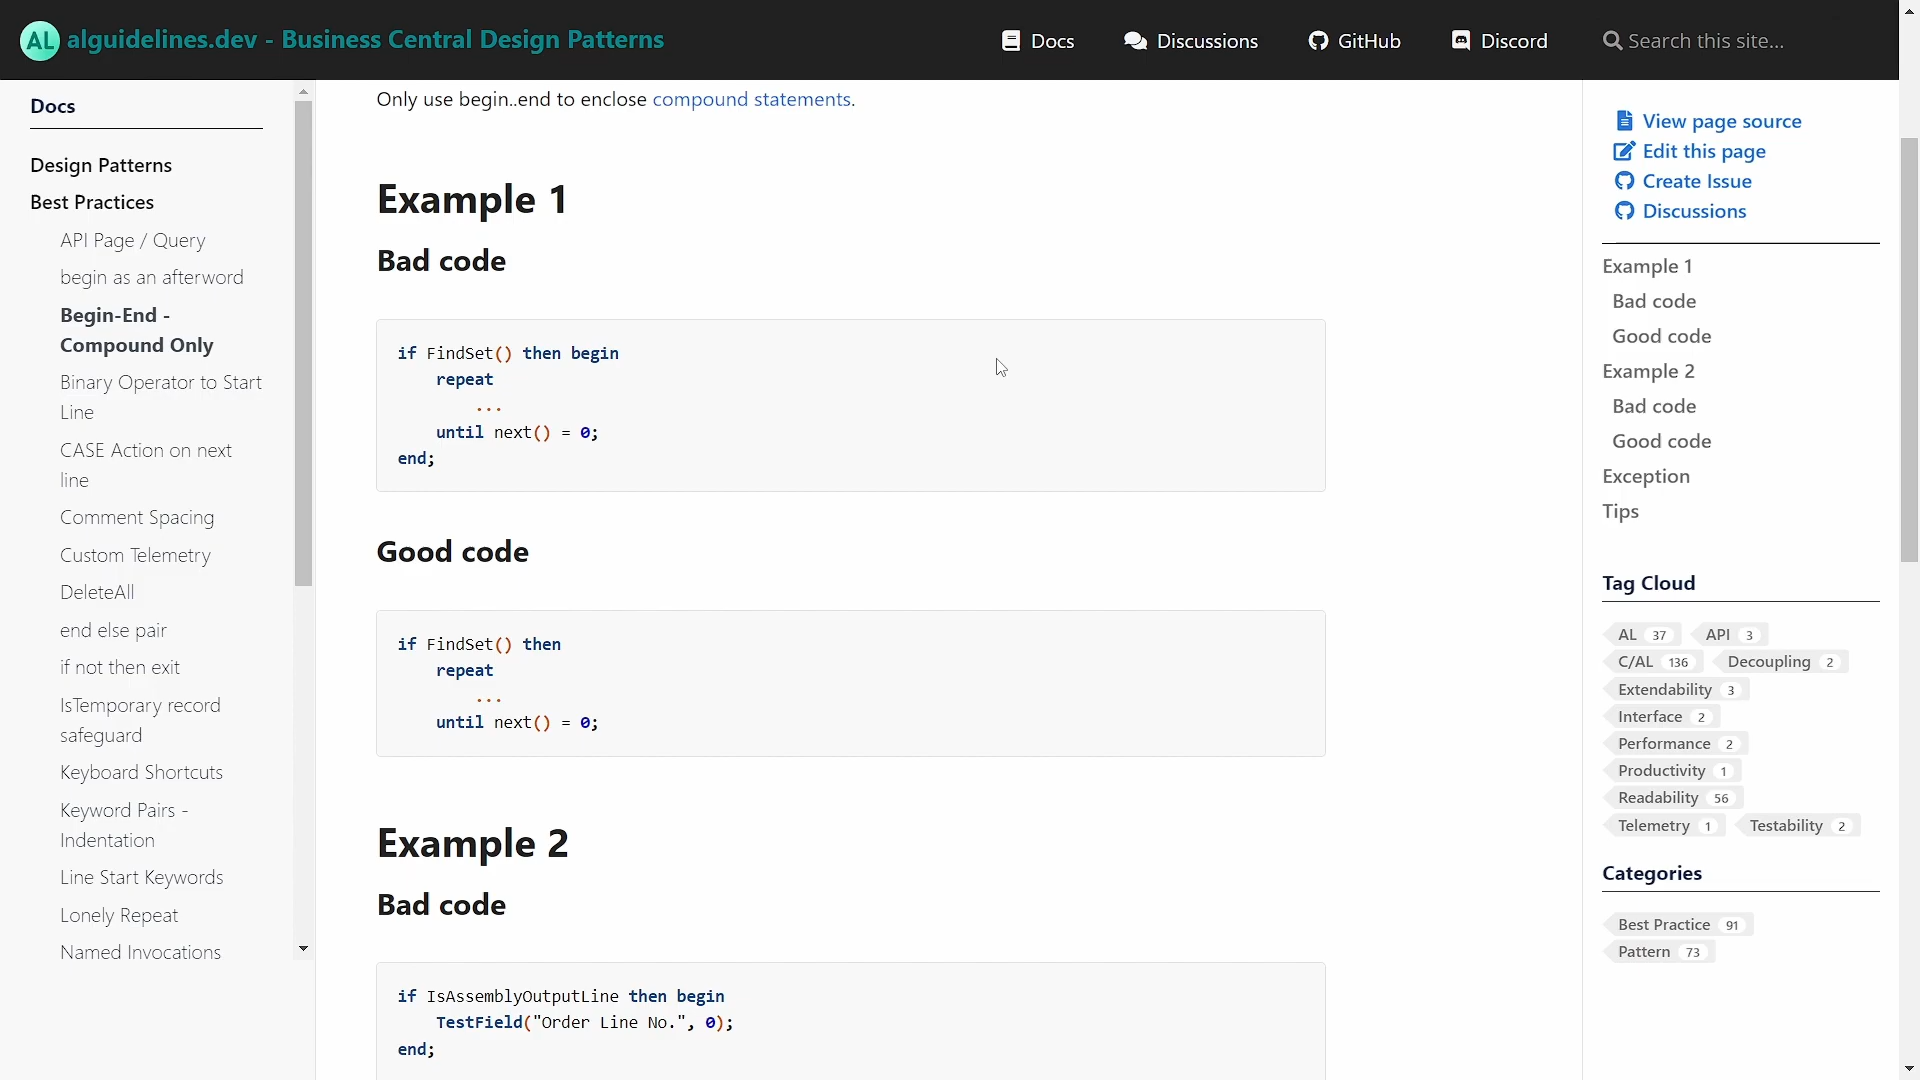 AL alguidelines.dev - Business Central Design Patterns
Docs
Discussions
GitHub
Discord
Search this site...
Docs
Design Patterns
Best Practices
API Page / Query
begin as an afterword
Begin-End -
Compound Only
Binary Operator to Start
Line
CASE Action on next
line
Comment Spacing
Custom Telemetry
DeleteAll
end else pair
if not then exit
IsTemporary record
safeguard
Keyboard Shortcuts
Keyword Pairs -
Indentation
Line Start Keywords
Lonely Repeat
Named Invocations
Only use begin..end to enclose compound statements.
Example 1
Bad code
if FindSet() then begin
repeat
...
until next() = 0;
end;
Good code
if FindSet() then
repeat
...
until next() = 0;
Example 2
Bad code
if IsAssemblyOutputLine then begin
TestField("Order Line No.", 0);
end;
View page source
Edit this page
Create Issue
Discussions
Example 1
Bad code
Good code
Example 2
Bad code
Good code
Exception
Tips
Tag Cloud
AL 37 API 3
C/AL 136 Decoupling 2
Extendability 3
Interface 2
Performance 2
Productivity 1
Readability 56
Telemetry 1 Testability 2
Categories
Best Practice 91
Pattern 73